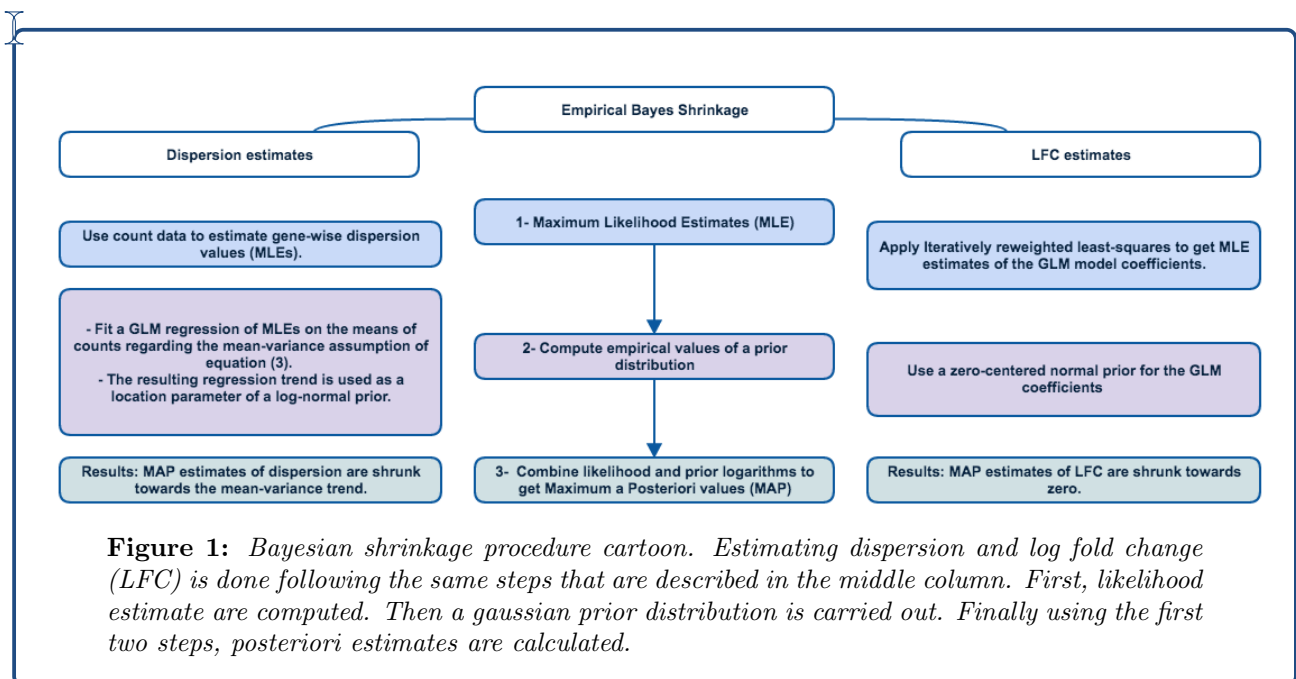 Empirical Bayes Shrinkage
Dispersion estimates
LFC estimates
Use count data to estimate gene-wise dispersion
values (MLEs).
- Fit a GLM regression of MLEs on the means of
counts regarding the mean-variance assumption of
equation (3).
- The resulting regression trend is used as a
location parameter of a log-normal prior.
Results: MAP estimates of dispersion are shrunk
towards the mean-variance trend.
1- Maximum Likelihood Estimates (MLE)
2- Compute empirical values of a prior
distribution
3- Combine likelihood and prior logarithms to
get Maximum a Posteriori values (MAP)
Apply Iteratively reweighted least-squares to get MLE
estimates of the GLM model coefficients.
Use a zero-centered normal prior for the GLM
coefficients
Results: MAP estimates of LFC are shrunk towards
zero.
Figure 1: Bayesian shrinkage procedure cartoon. Estimating dispersion and log fold change
(LFC) is done following the same steps that are described in the middle column. First, likelihood
estimate are computed. Then a gaussian prior distribution is carried out. Finally using the first
two steps, posteriori estimates are calculated.